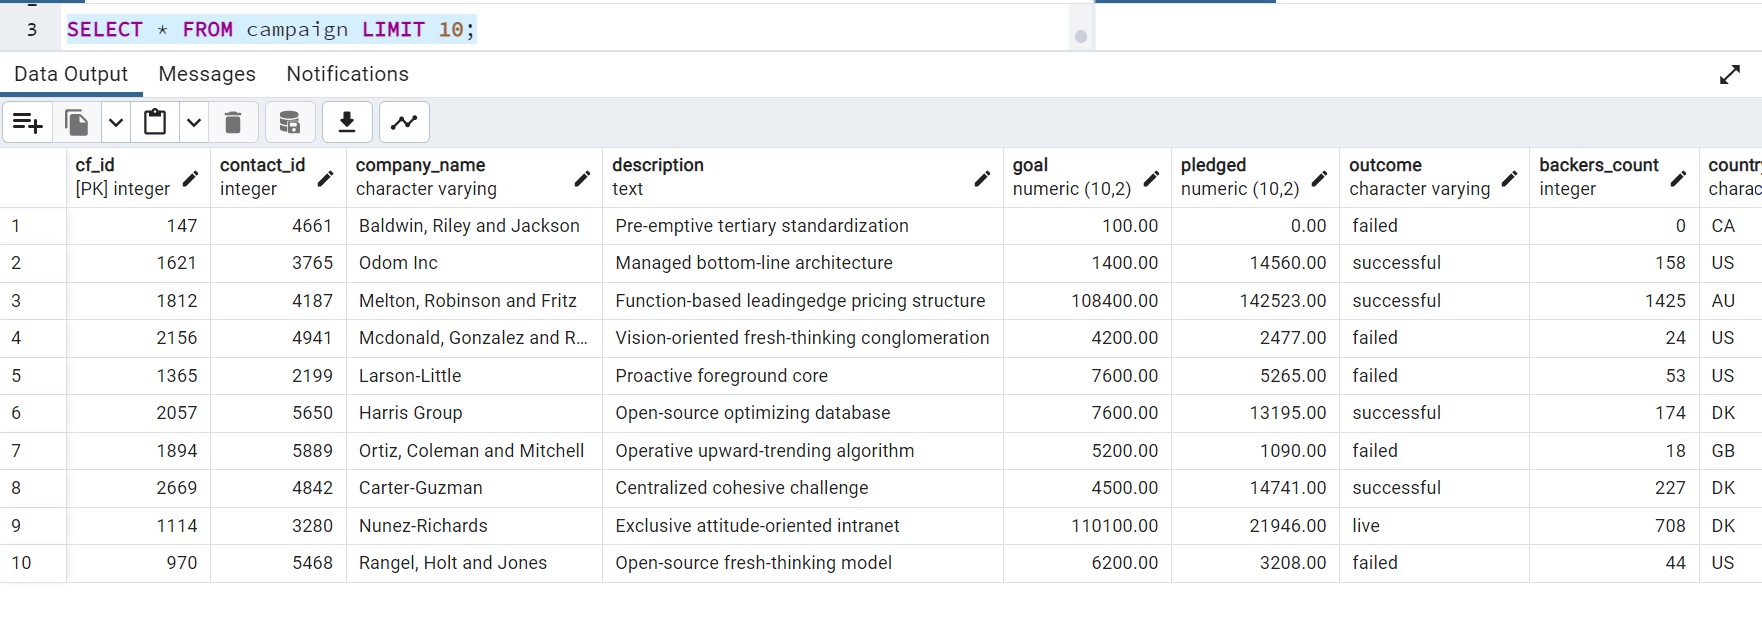 3 SELECT * FROM campaign LIMIT 10;
Data Output Messages Notifications
cf_id contact_id company_name description goal pledged outcome backers_count countr
[PK] integer integer character varying text numeric (10,2) numeric (10,2) character varying integer charac
1 147 4661 Baldwin, Riley and Jackson Pre-emptive tertiary standardization 100.00 0.00 failed 0 CA
2 1621 3765 Odom Inc Managed bottom-line architecture 1400.00 14560.00 successful 158 US
3 1812 4187 Melton, Robinson and Fritz Function-based leadingedge pricing structure 108400.00 142523.00 successful 1425 AU
4 2156 4941 Mcdonald, Gonzalez and R... Vision-oriented fresh-thinking conglomeration 4200.00 2477.00 failed 24 US
5 1365 2199 Larson-Little Proactive foreground core 7600.00 5265.00 failed 53 US
6 2057 5650 Harris Group Open-source optimizing database 7600.00 13195.00 successful 174 DK
7 1894 5889 Ortiz, Coleman and Mitchell Operative upward-trending algorithm 5200.00 1090.00 failed 18 GB
8 2669 4842 Carter-Guzman Centralized cohesive challenge 4500.00 14741.00 successful 227 DK
9 1114 3280 Nunez-Richards Exclusive attitude-oriented intranet 110100.00 21946.00 live 708 DK
10 970 5468 Rangel, Holt and Jones Open-source fresh-thinking model 6200.00 3208.00 failed 44 US